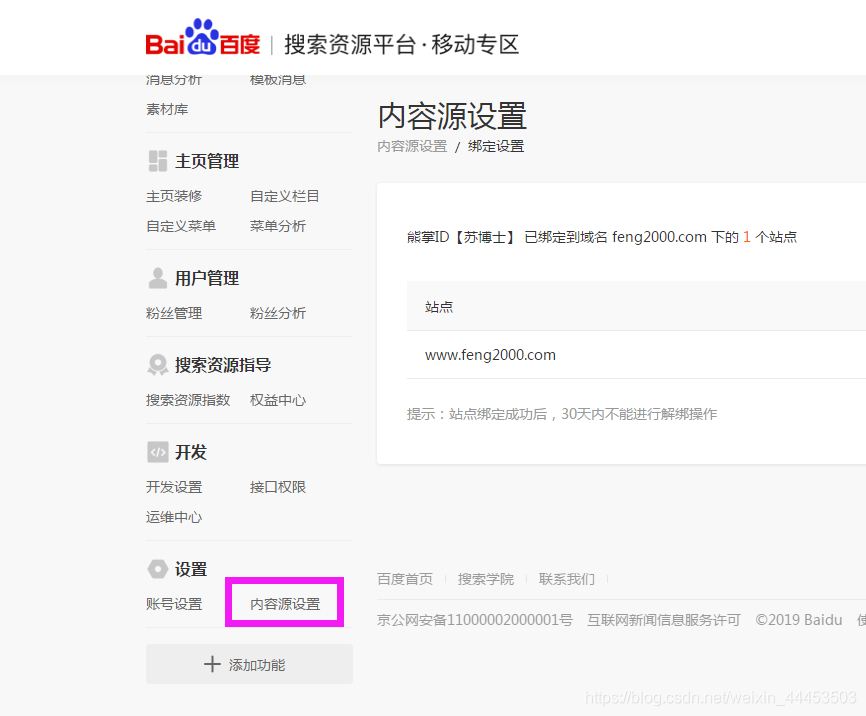 Baidu百度 | 搜索资源平台·移动专区
消息分析 模板消息
素材库
主页管理
主页装修 自定义栏目
自定义菜单 菜单分析
用户管理
粉丝管理 粉丝分析
搜索资源指导
搜索资源指数 权益中心
开发
开发设置 接口权限
运维中心
设置
账号设置 内容源设置
添加功能
内容源设置
内容源设置 / 绑定设置
熊掌ID【苏博士】 已绑定到域名 feng2000.com 下的 1 个站点
站点
www.feng2000.com
提示：站点绑定成功后，30天内不能进行解绑操作
百度首页 搜索学院 联系我们
京公网安备11000002000001号 互联网新闻信息服务许可 ©2019 Baidu 使
https://blog.csdn.net/weixin_44453503